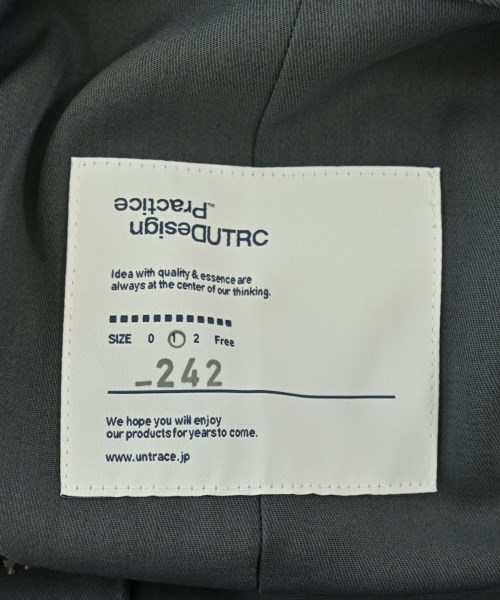 Practice™
DesignUTRC
Idea with quality & essence are
always at the center of our thinking.
SIZE 0 1 2 Free
_242
We hope you will enjoy
our products for years to come.
www.untrace.jp